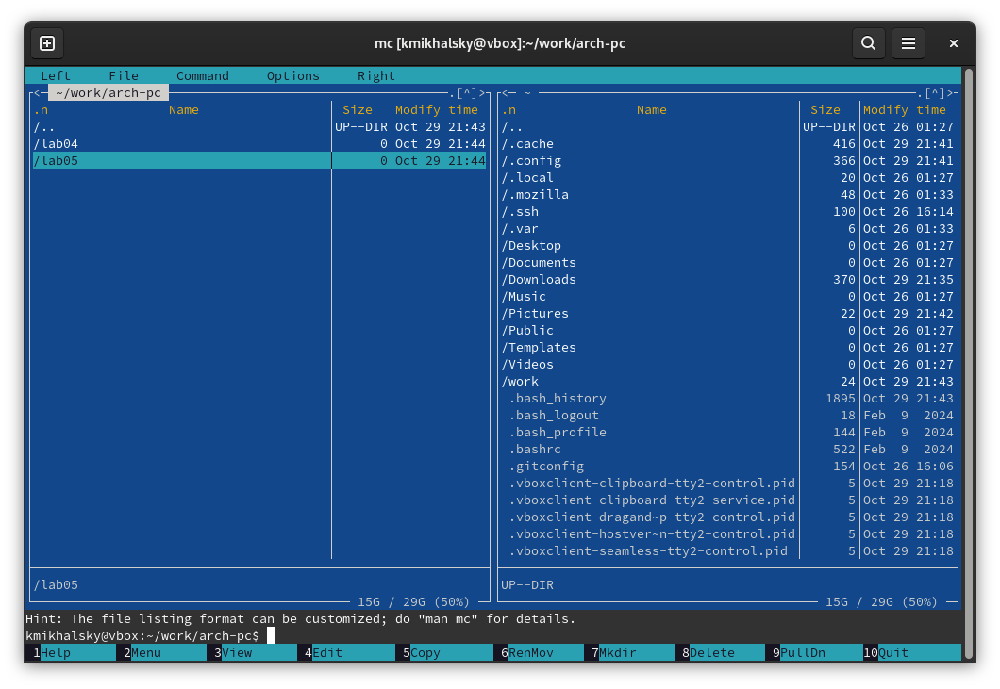 mc [kmikhalsky@vbox]:~/work/arch-pc
Left File Command Options Right
<─ ~/work/arch-pc .[^]>
.n Name Size Modify time
/.. UP--DIR Oct 29 21:43
/lab04 0 Oct 29 21:44
/lab05 0 Oct 29 21:44
/lab05
15G / 29G (50%)
<─ ~ .[^]>
.n Name Size Modify time
/.. UP--DIR Oct 26 01:27
/.cache 416 Oct 29 21:41
/.config 366 Oct 29 21:41
/.local 20 Oct 26 01:27
/.mozilla 48 Oct 26 01:33
/.ssh 100 Oct 26 16:14
/.var 6 Oct 26 01:33
/Desktop 0 Oct 26 01:27
/Documents 0 Oct 26 01:27
/Downloads 370 Oct 29 21:35
/Music 0 Oct 26 01:27
/Pictures 22 Oct 29 21:42
/Public 0 Oct 26 01:27
/Templates 0 Oct 26 01:27
/Videos 0 Oct 26 01:27
/work 24 Oct 29 21:43
.bash_history 1895 Oct 29 21:43
.bash_logout 18 Feb 9 2024
.bash_profile 144 Feb 9 2024
.bashrc 522 Feb 9 2024
.gitconfig 154 Oct 26 16:06
.vboxclient-clipboard-tty2-control.pid 5 Oct 29 21:18
.vboxclient-clipboard-tty2-service.pid 5 Oct 29 21:18
.vboxclient-dragand~p-tty2-control.pid 5 Oct 29 21:18
.vboxclient-hostver~n-tty2-control.pid 5 Oct 29 21:18
.vboxclient-seamless-tty2-control.pid 5 Oct 29 21:18
UP--DIR
15G / 29G (50%)
Hint: The file listing format can be customized; do "man mc" for details.
kmikhalsky@vbox:~/work/arch-pc$
1Help 2Menu 3View 4Edit 5Copy 6RenMov 7Mkdir 8Delete 9PullDn 10Quit